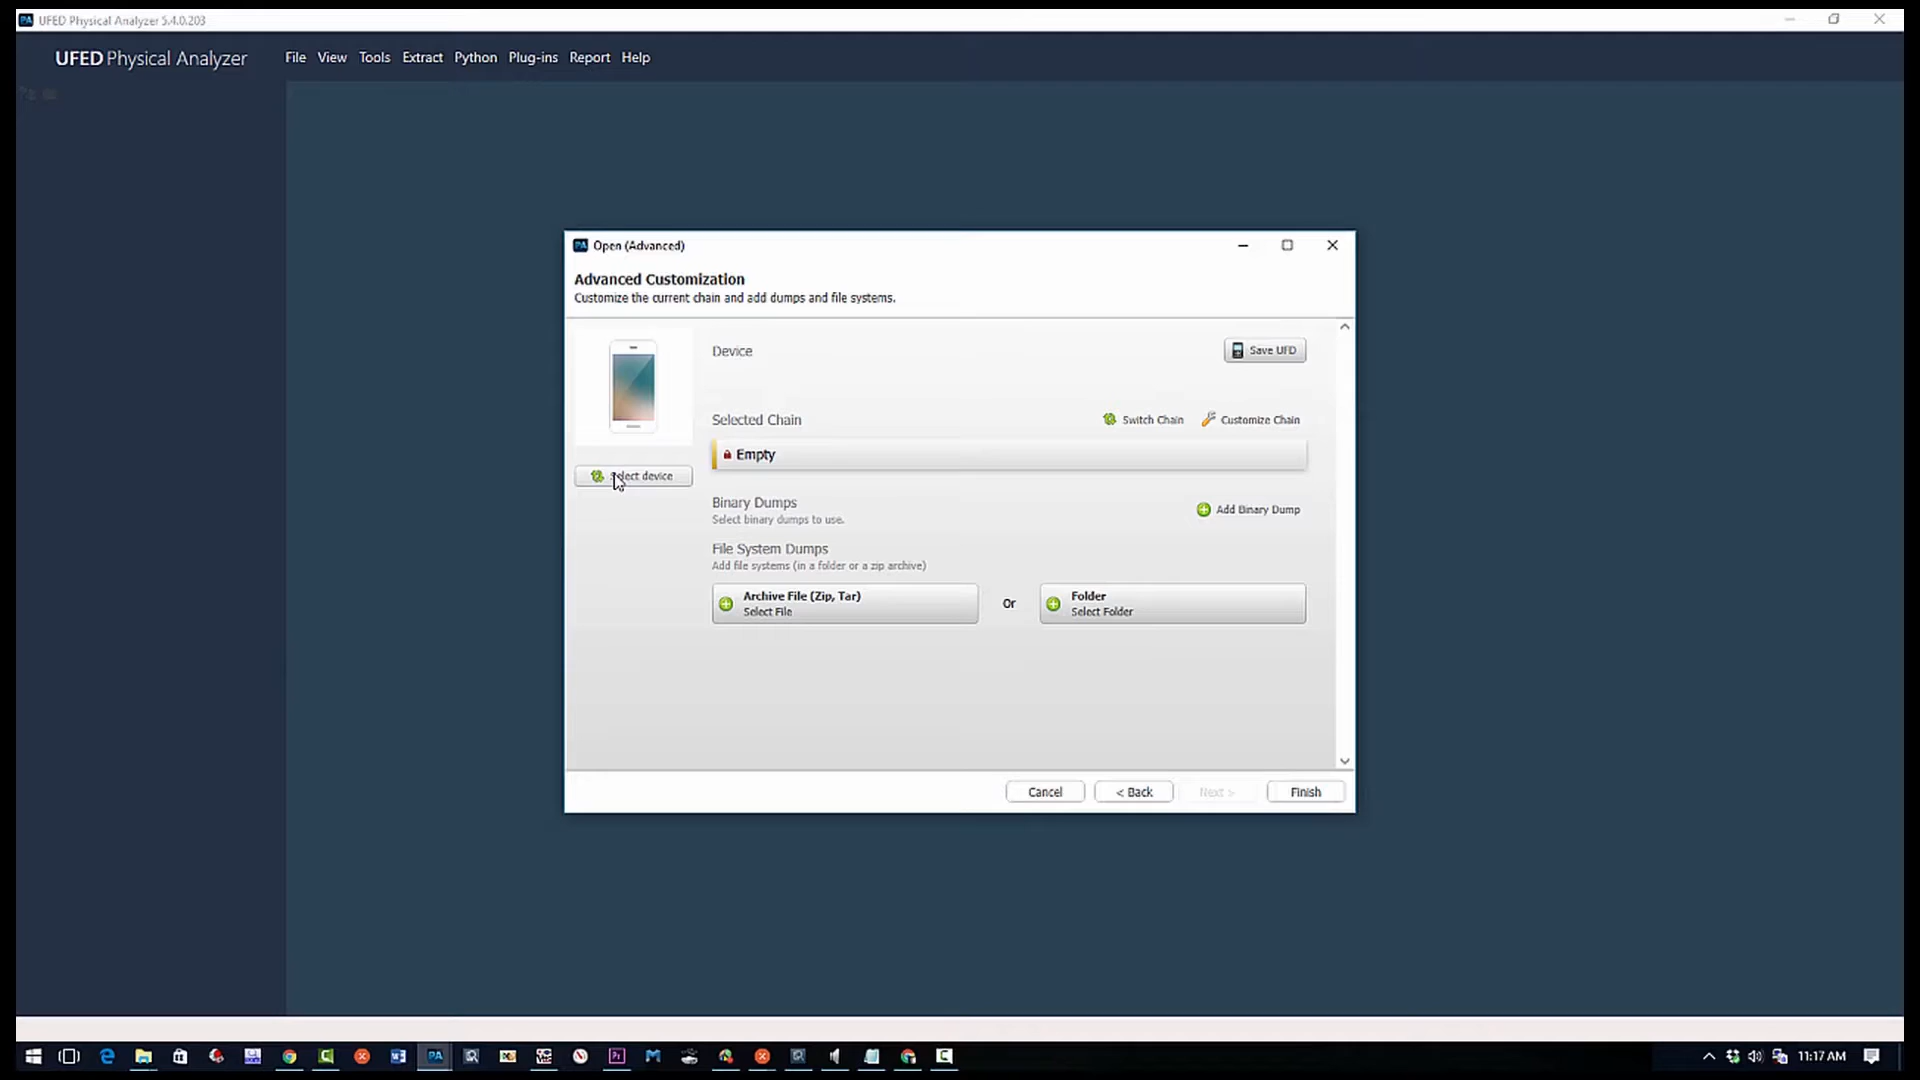 UFED Physical Analyzer 5.4.0.203
UFED Physical Analyzer File View Tools Extract Python Plug-ins Report Help
Open (Advanced)
Advanced Customization
Customize the current chain and add dumps and file systems.
Device
Save UFD
Selected Chain
Switch Chain
Customize Chain
Empty
Select device
Binary Dumps
Select binary dumps to use.
Add Binary Dump
File System Dumps
Add file systems (in a folder or a zip archive)
Archive File (Zip, Tar)
Select File
Or
Folder
Select Folder
Cancel
< Back
Next >
Finish
11:17 AM